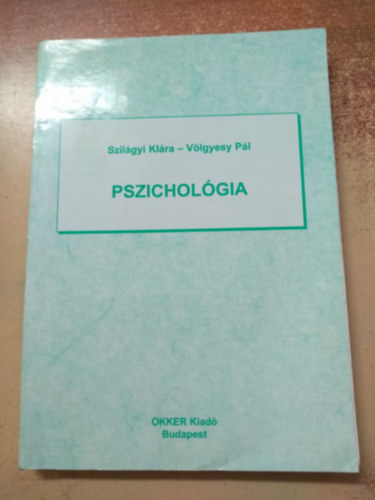 Szilágyi Klára – Völgyesy Pál
PSZICHOLÓGIA
OKKER Kiadó
Budapest